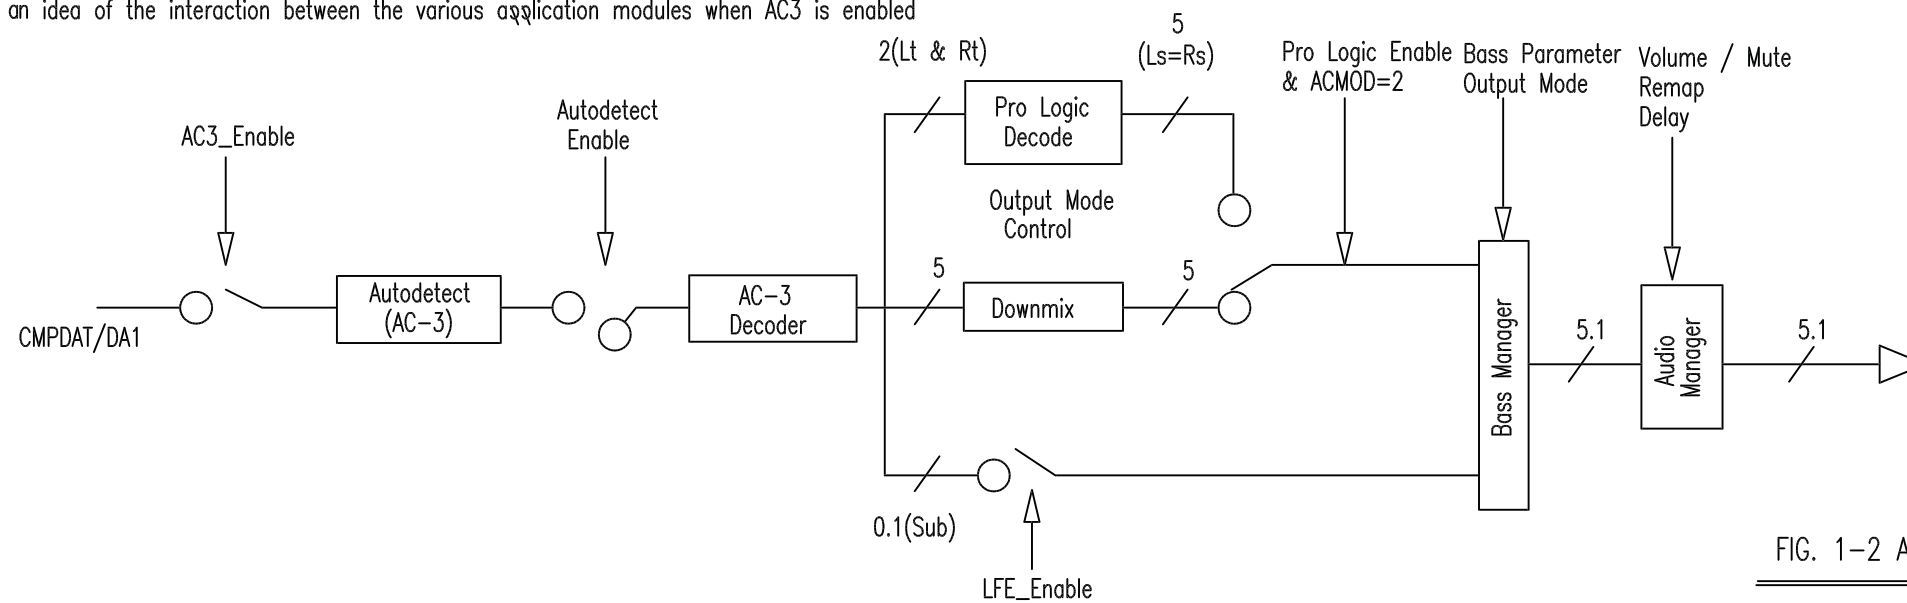 an idea of the interaction between the various application modules when AC3 is enabled
2(Lt & Rt)
5
(Ls=Rs)
Pro Logic Enable
& ACMOD=2
Bass Parameter
Output Mode
Volume / Mute
Remap
Delay
AC3_Enable
Autodetect
Enable
Pro Logic
Decode
Output Mode
Control
CMPDAT/DA1
Autodetect
(AC-3)
AC-3
Decoder
5
Downmix
5
Bass Manager
5.1
Audio
Manager
5.1
0.1(Sub)
LFE_Enable
FIG. 1-2 A